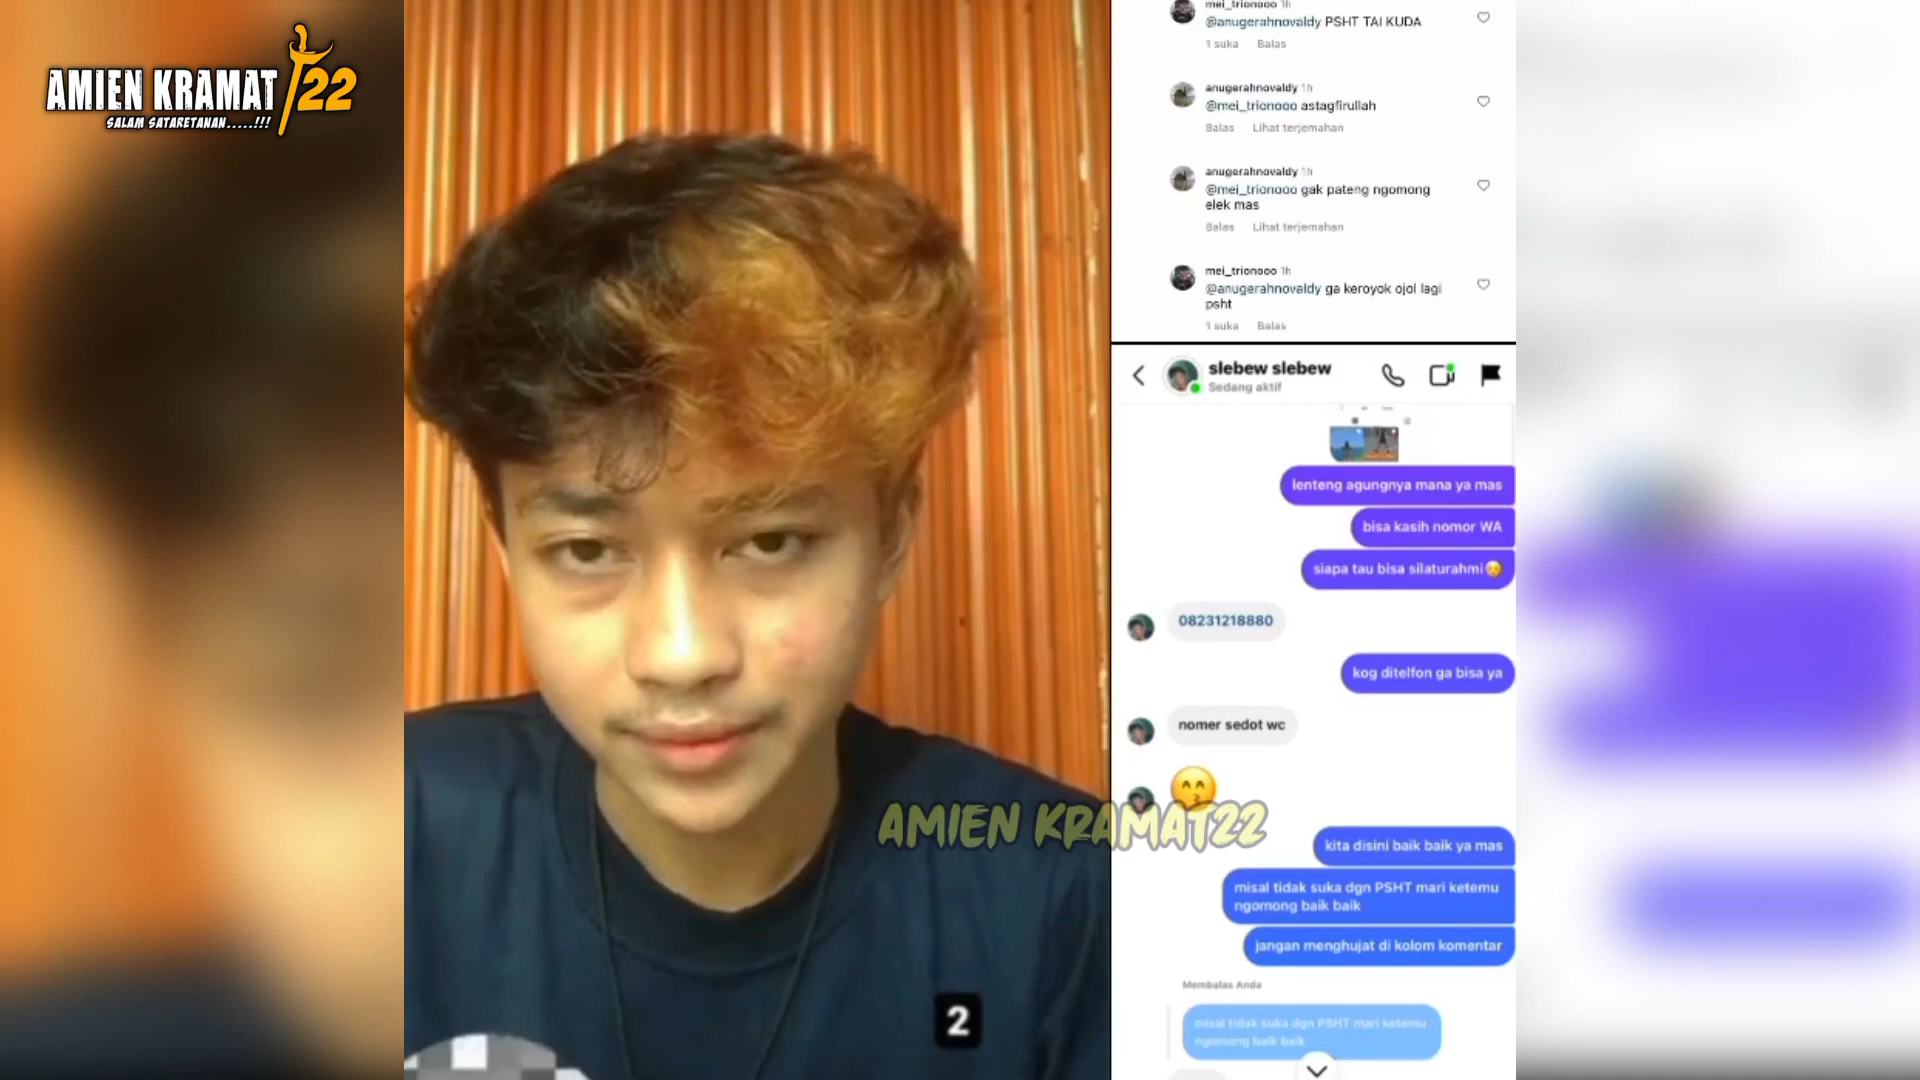 AMIEN KRAMAT 22
SALAM SATARETANAN.....!!!
mei_trionooo 1h
@anugerahnovaldy PSHT TAI KUDA
1 suka Balas
anugerahnovaldy 1h
@mei_trionooo astagfirullah
Balas Lihat terjemahan
anugerahnovaldy 1h
@mei_trionooo gak pateng ngomong
elek mas
Balas Lihat terjemahan
mei_trionooo 1h
@anugerahnovaldy ga keroyok ojol lagi
psht
1 suka Balas
slebew slebew
Sedang aktif
lenteng agungnya mana ya mas
bisa kasih nomor WA
siapa tau bisa silaturahmi
08231218880
kog ditelfon ga bisa ya
nomer sedot wc
AMIEN KRAMAT22
kita disini baik baik ya mas
misal tidak suka dgn PSHT mari ketemu
ngomong baik baik
jangan menghujat di kolom komentar
Membalas Anda
misal tidak suka dgn PSHT mari ketemu
ngomong baik baik
2